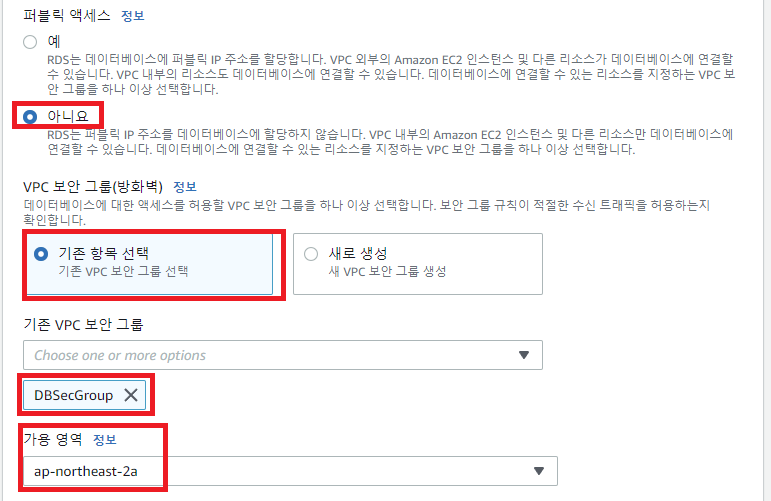 퍼블릭 액세스 정보
예
RDS는 데이터베이스에 퍼블릭 IP 주소를 할당합니다. VPC 외부의 Amazon EC2 인스턴스 및 다른 리소스가 데이터베이스에 연결할
수 있습니다. VPC 내부의 리소스도 데이터베이스에 연결할 수 있습니다. 데이터베이스에 연결할 수 있는 리소스를 지정하는 VPC 보
안 그룹을 하나 이상 선택합니다.
아니요
RDS는 퍼블릭 IP 주소를 데이터베이스에 할당하지 않습니다. VPC 내부의 Amazon EC2 인스턴스 및 다른 리소스만 데이터베이스에
연결할 수 있습니다. 데이터베이스에 연결할 수 있는 리소스를 지정하는 VPC 보안 그룹을 하나 이상 선택합니다.
VPC 보안 그룹(방화벽) 정보
데이터베이스에 대한 액세스를 허용할 VPC 보안 그룹을 하나 이상 선택합니다. 보안 그룹 규칙이 적절한 수신 트래픽을 허용하는지
확인합니다.
기존 항목 선택
기존 VPC 보안 그룹 선택
새로 생성
새 VPC 보안 그룹 생성
기존 VPC 보안 그룹
Choose one or more options
DBSecGroup
가용 영역 정보
ap-northeast-2a